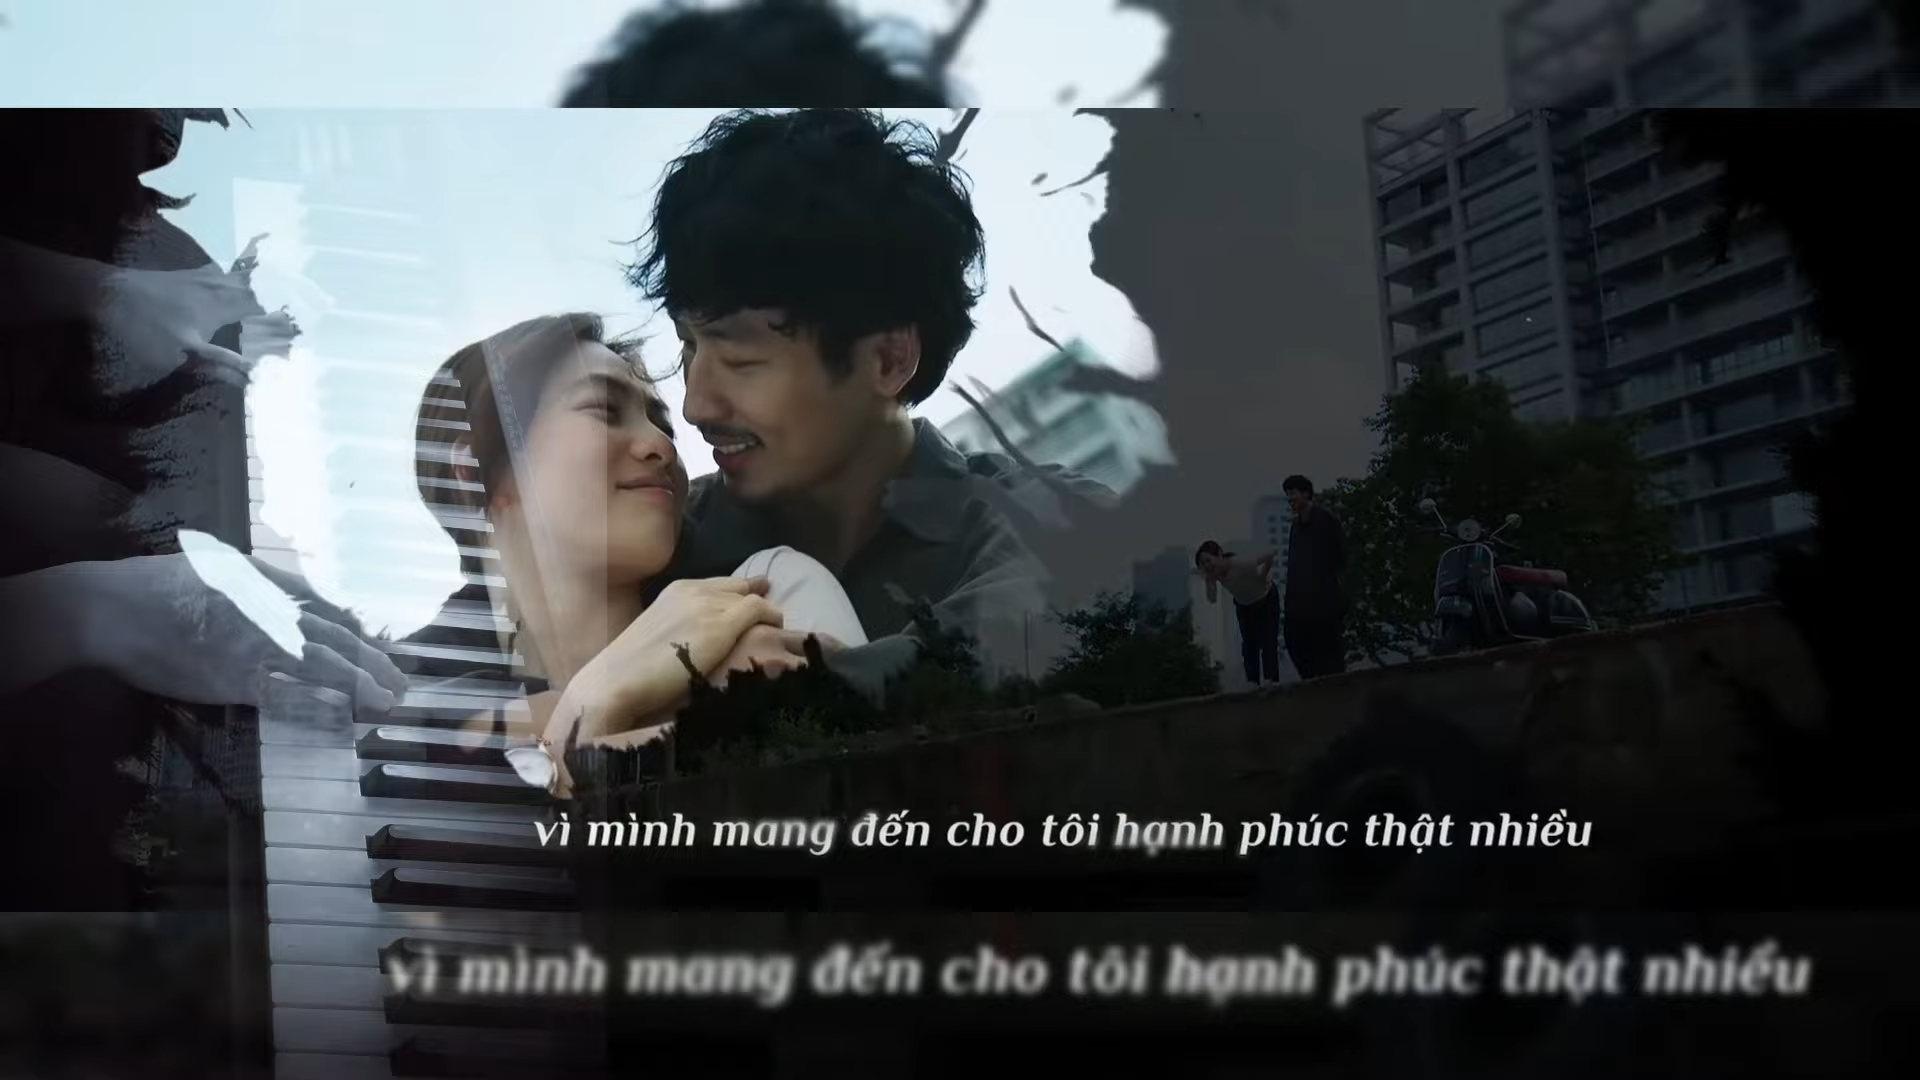 vì mình mang đến cho tôi hạnh phúc thật nhiều
vì mình mang đến cho tôi hạnh phúc thật nhiều